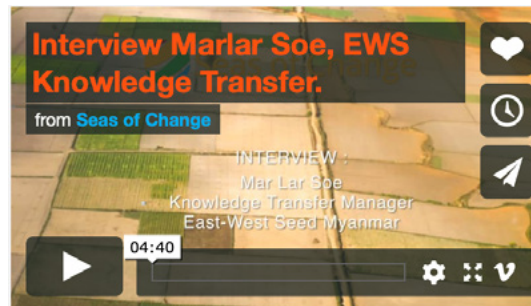 Interview Marlar Soe, EWS
Knowledge Transfer.
from Seas of Change
INTERVIEW :
Mar Lar Soe
Knowledge Transfer Manager
East-West Seed Myanmar
04:40